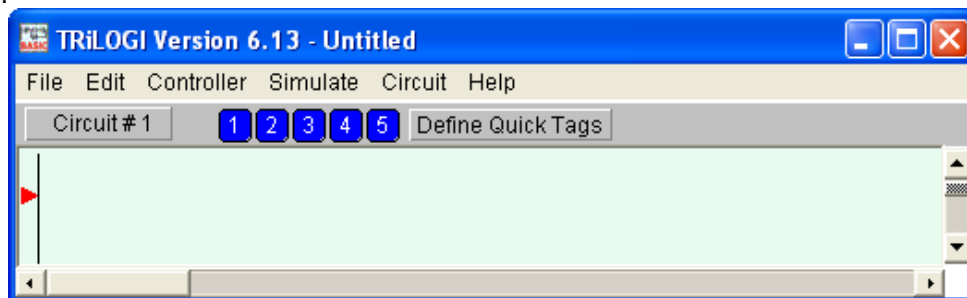 TRiLOGI Version 6.13 - Untitled
File Edit Controller Simulate Circuit Help
Circuit # 1 1 2 3 4 5 Define Quick Tags